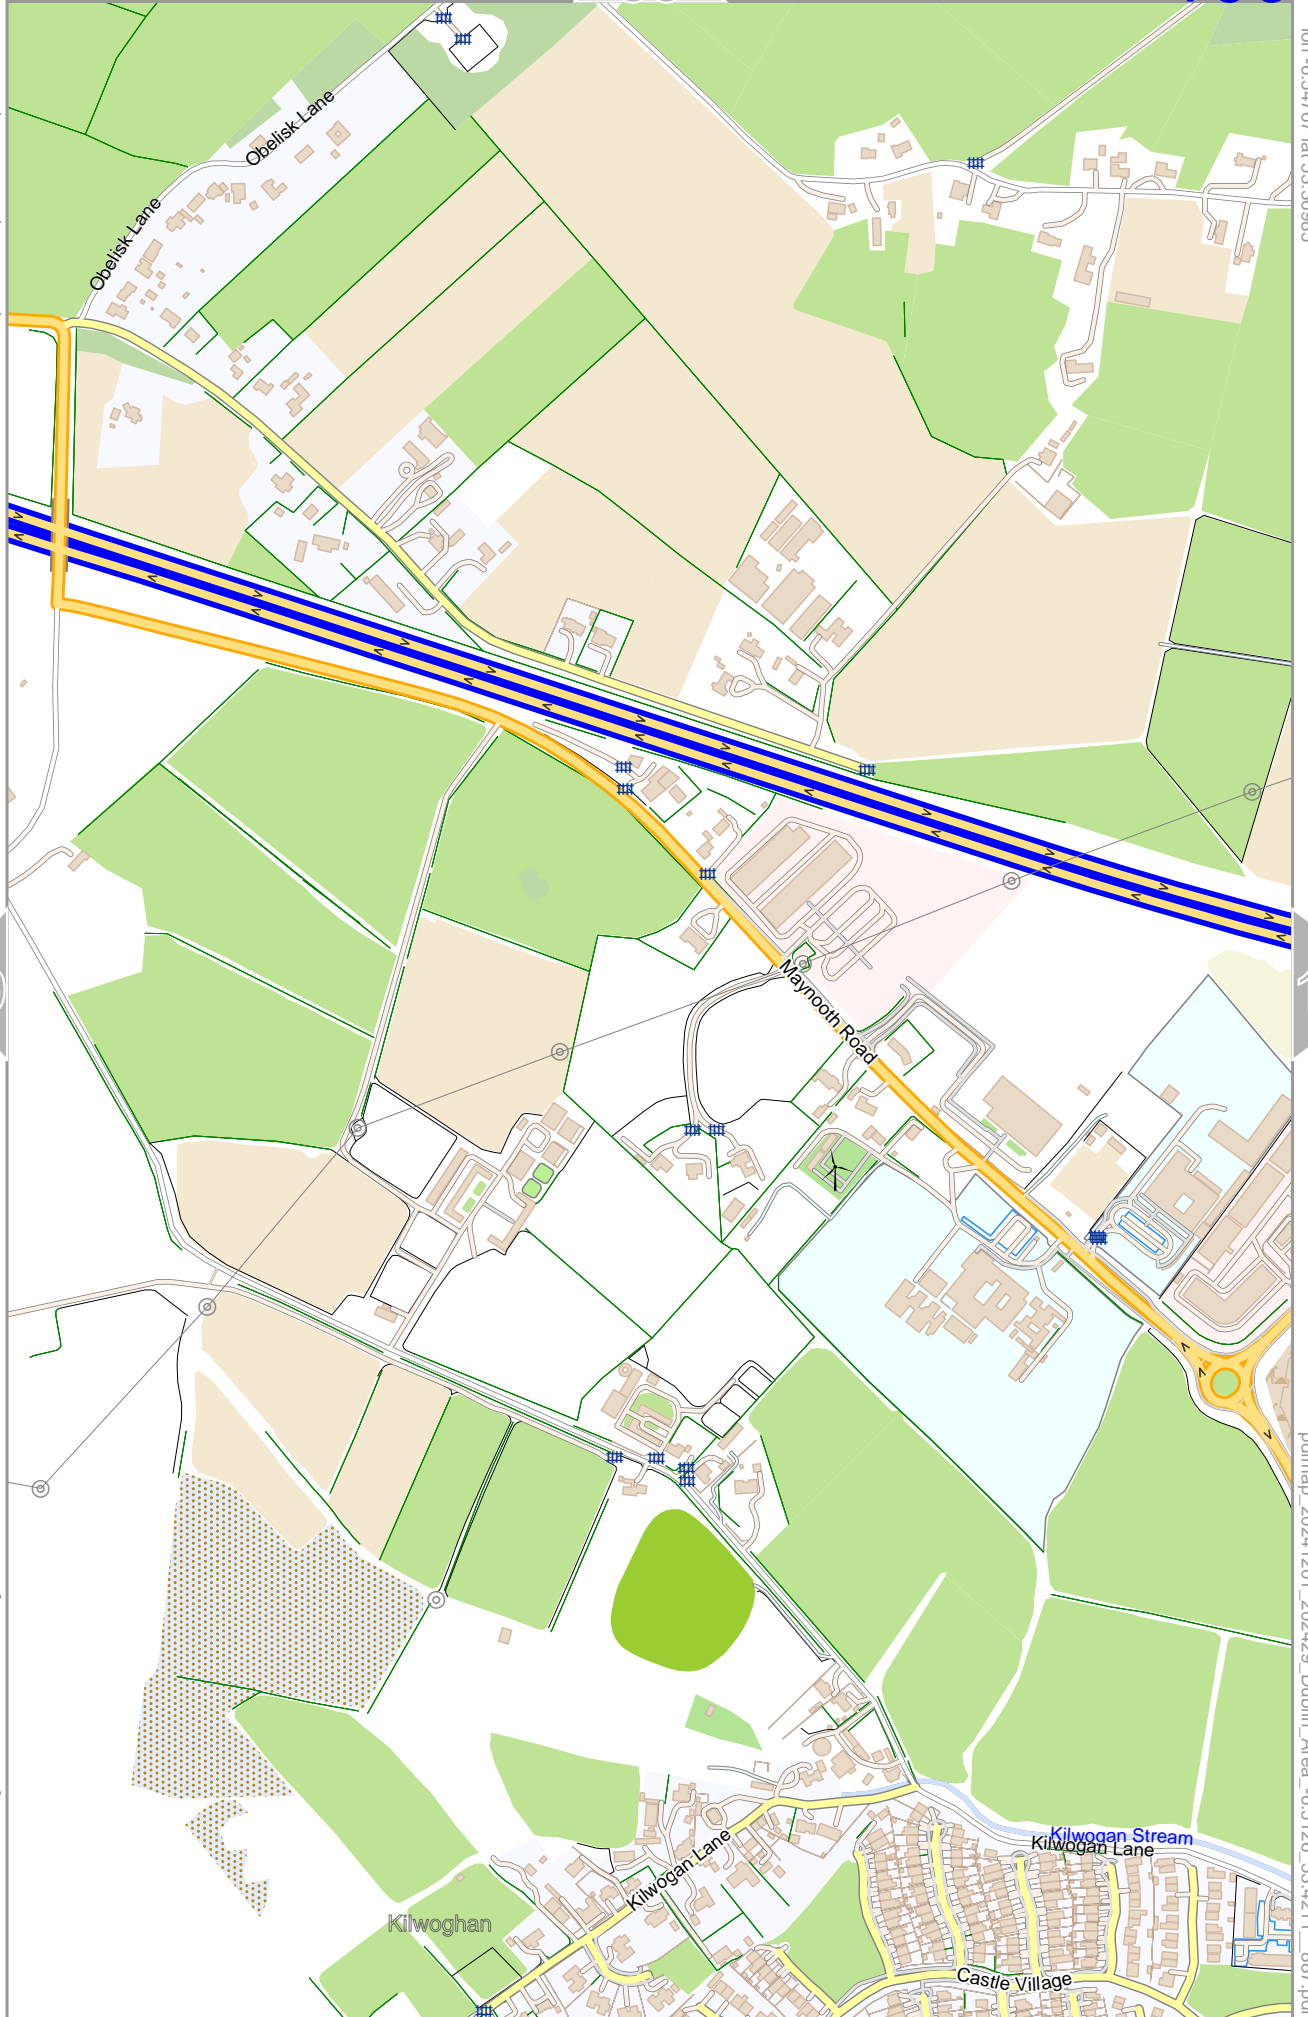 Obelisk Lane
Obelisk Lane
Maynooth Road
Kilwogan Stream
Kilwogan Lane
Kilwogan Lane
Kilwoghan
Castle Village